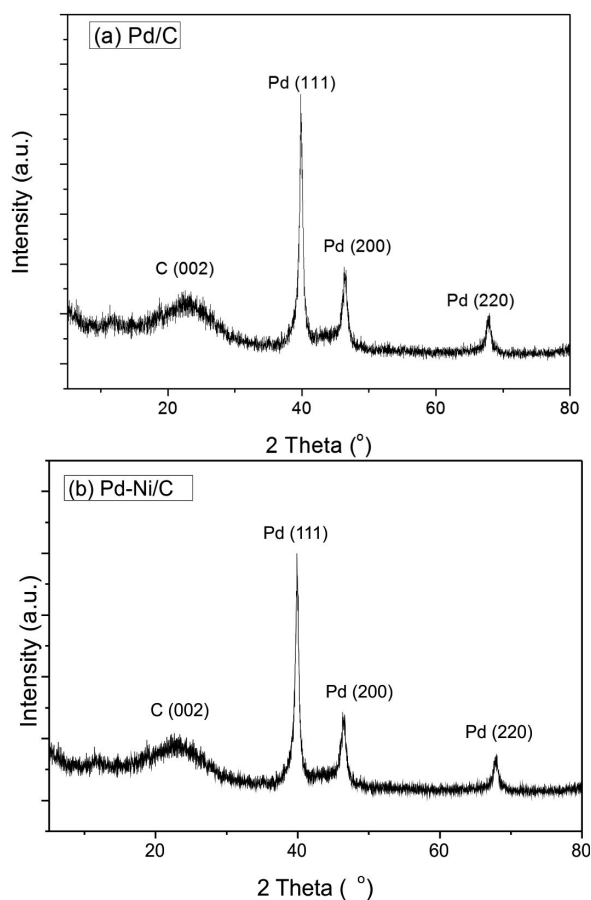 (a) Pd/C
Pd (111)
Pd (200)
C (002)
Pd (220)
Intensity (a.u.)
20 40 60 80
2 Theta (°)
(b) Pd-Ni/C
Pd (111)
Pd (200)
C (002)
Pd (220)
Intensity (a.u.)
20 40 60 80
2 Theta ( °)